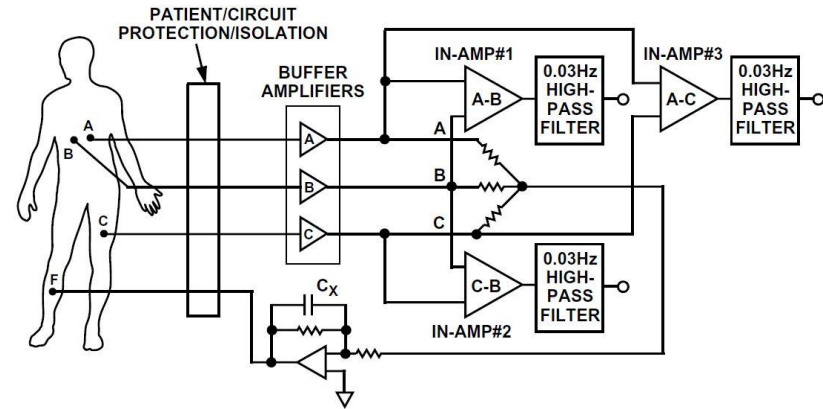 PATIENT/CIRCUIT
PROTECTION/ISOLATION
BUFFER
AMPLIFIERS
IN-AMP#1
IN-AMP#3
A-B
0.03Hz
HIGH-
PASS
FILTER
A-C
0.03Hz
HIGH-
PASS
FILTER
A
B
A
A
B
B
C
C
C
F
C-B
0.03Hz
HIGH-
PASS
FILTER
IN-AMP#2
CX